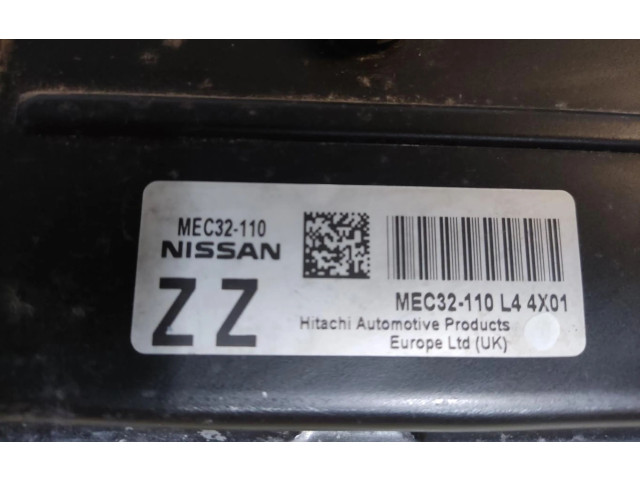 MEC32-110
NISSAN
ZZ
MEC32-110 L4 4X01
Hitachi Automotive Products
Europe Ltd (UK)